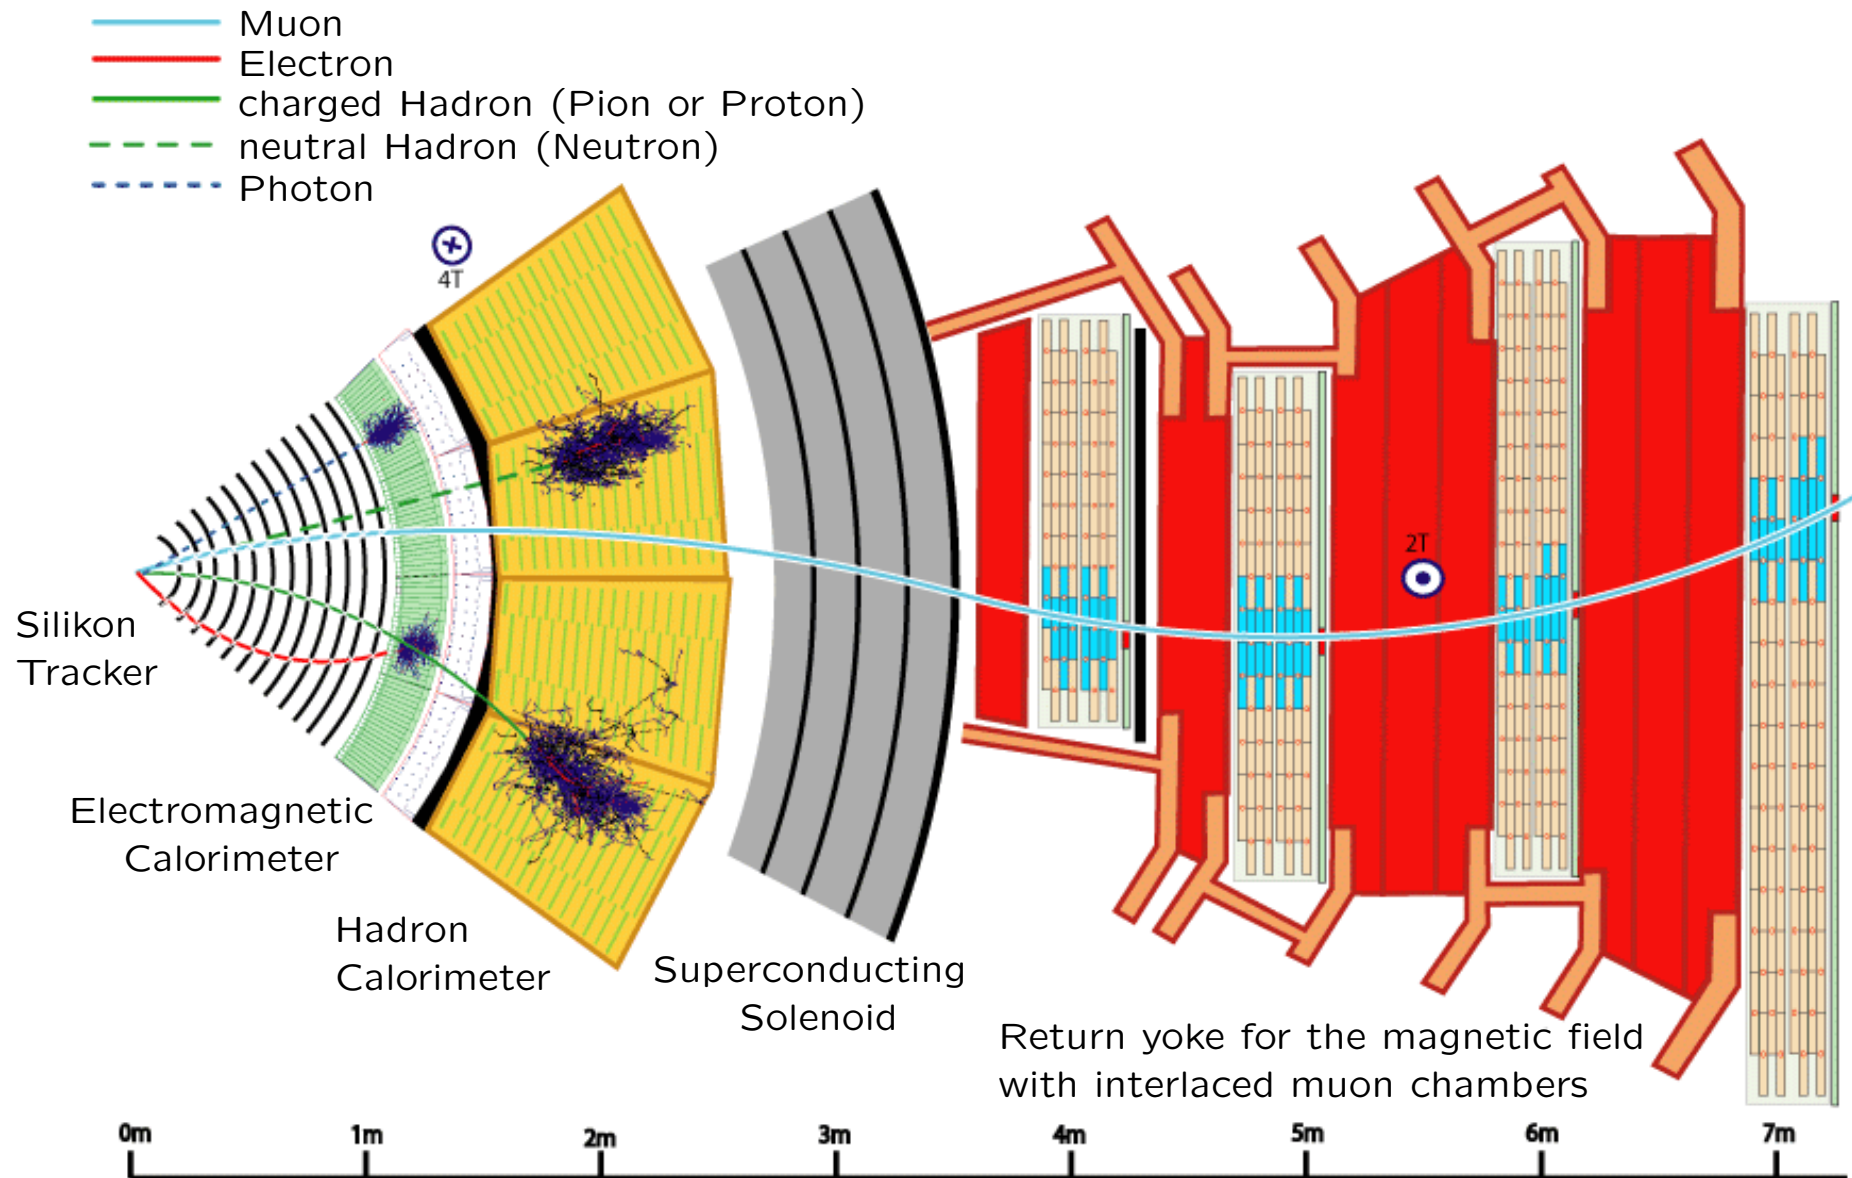 Muon
Electron
charged Hadron (Pion or Proton)
neutral Hadron (Neutron)
Photon
4T
2T
Silikon
Tracker
Electromagnetic
Calorimeter
Hadron
Calorimeter
Superconducting
Solenoid
Return yoke for the magnetic field
with interlaced muon chambers
0m 1m 2m 3m 4m 5m 6m 7m